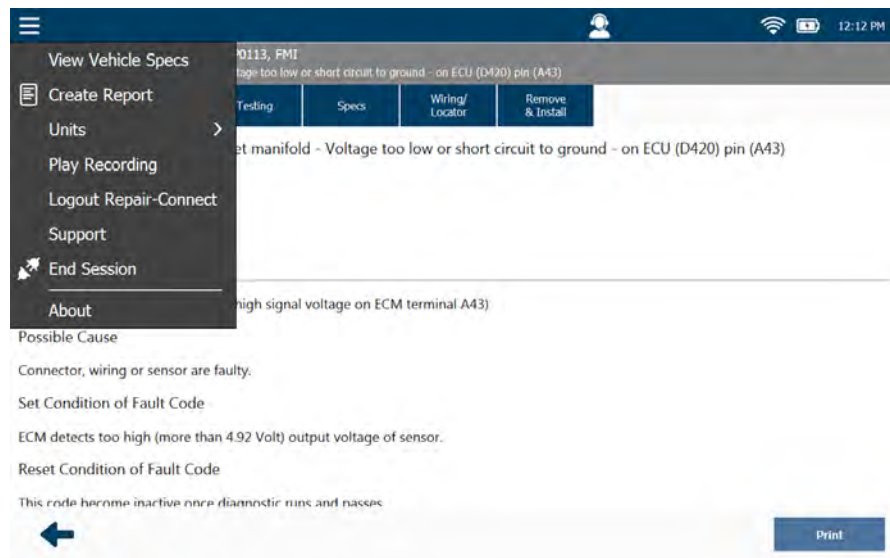 12:12 PM
View Vehicle Specs
P0113, FMI
tage too low or short circuit to ground - on ECU (D420) pin (A43)
Create Report
Testing
Specs
Wiring/
Locator
Remove
& Install
Units
et manifold - Voltage too low or short circuit to ground - on ECU (D420) pin (A43)
Play Recording
Logout Repair-Connect
Support
End Session
About
high signal voltage on ECM terminal A43)
Possible Cause
Connector, wiring or sensor are faulty.
Set Condition of Fault Code
ECM detects too high (more than 4.92 Volt) output voltage of sensor.
Reset Condition of Fault Code
This code become inactive once diagnostic runs and passes
Print